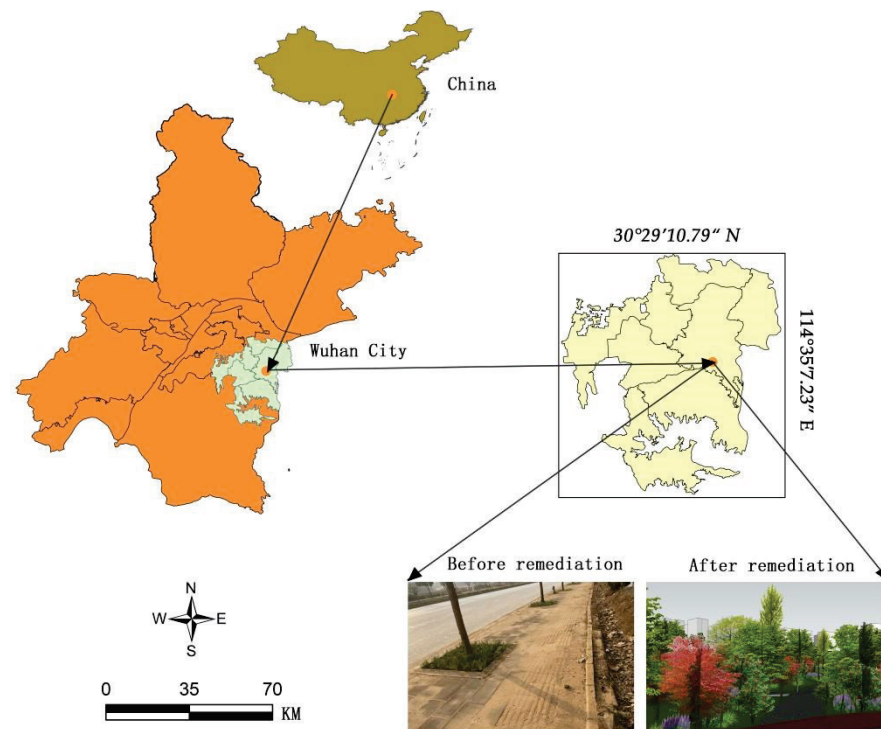 China
30°29'10.79“ N
Wuhan City
114°35'7.23″ E
Before remediation
After remediation
N
W
E
S
0
35
70
KM